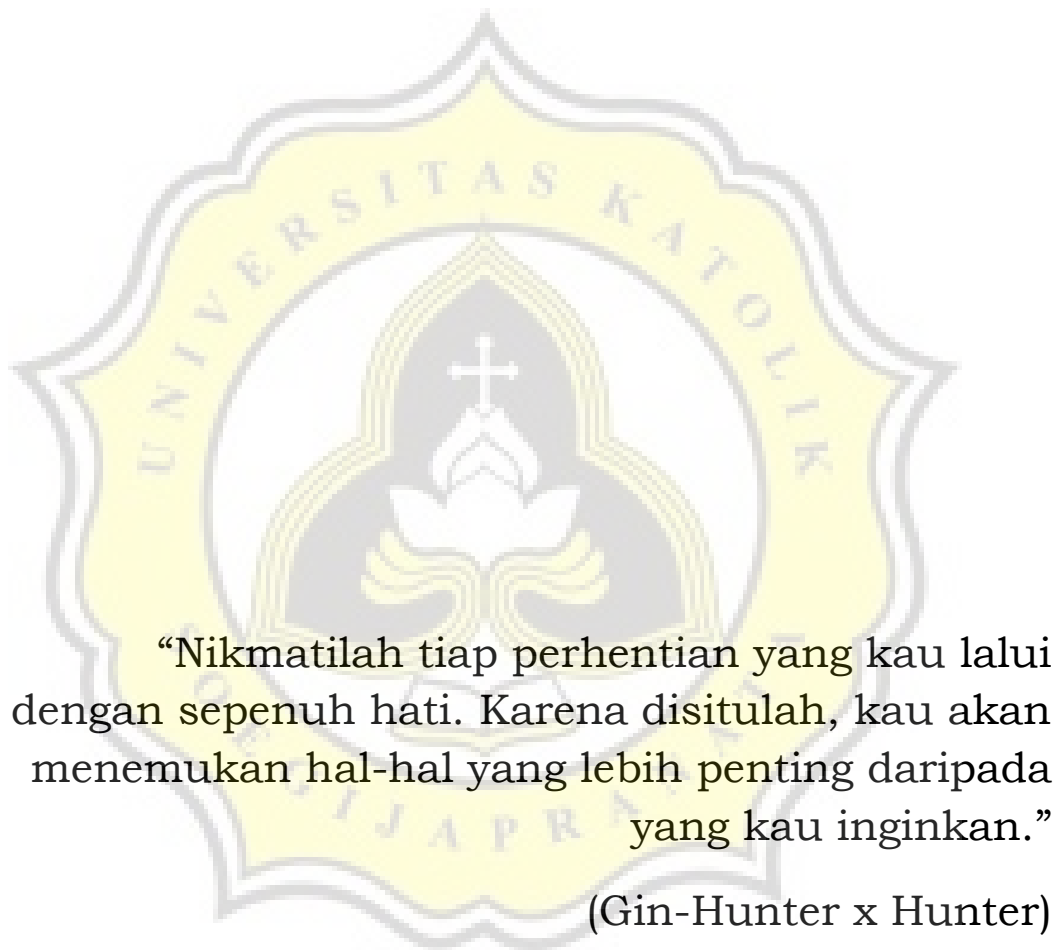 UNIVERSITAS KATOLIK
“Nikmatilah tiap perhentian yang kau lalui
dengan sepenuh hati. Karena disitulah, kau akan
menemukan hal-hal yang lebih penting daripada
yang kau inginkan.”
(Gin-Hunter x Hunter)